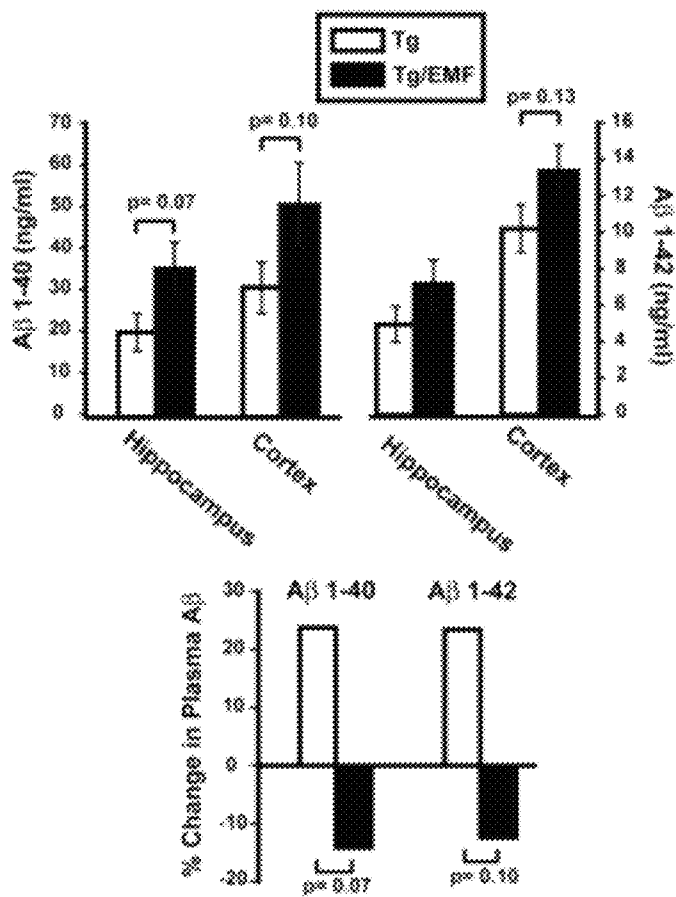 Tg
Tg/EMF
Aβ 1-40 (ng/ml)
70
60
50
40
30
20
10
0
p= 0.07
p= 0.10
p= 0.13
16
14
12
10
8
6
4
2
0
Aβ 1-42 (ng/ml)
Hippocampus
Cortex
Hippocampus
Cortex
% Change in Plasma Aβ
30
20
10
0
-10
-20
Aβ 1-40
Aβ 1-42
p= 0.07
p= 0.10